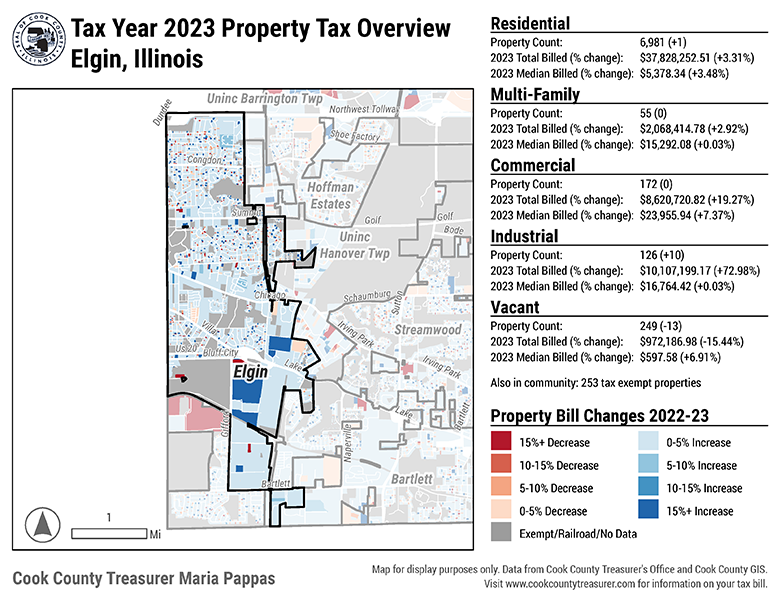 Tax Year 2023 Property Tax Overview
Elgin, Illinois
SEAL OF COOK COUNTY
ILLINOIS
Uninc Barrington Twp
Northwest Tollway
Dundee
Shoe Factory
Congdon
Hoffman
Estates
Summit
Golf
Golf
Bode
Uninc
Hanover Twp
Chicago
Schaumburg
Sutton
Villa
Irving Park
Streamwood
US 20
Bluff City
Lake
Irving Park
Elgin
Lake
Bartlett
Gifford
Naperville
Bartlett
Bartlett
1
Mi
Residential
Property Count: 6,981 (+1)
2023 Total Billed (% change): $37,828,252.51 (+3.31%)
2023 Median Billed (% change): $5,378.34 (+3.48%)
Multi-Family
Property Count: 55 (0)
2023 Total Billed (% change): $2,068,414.78 (+2.92%)
2023 Median Billed (% change): $15,292.08 (+0.03%)
Commercial
Property Count: 172 (0)
2023 Total Billed (% change): $8,620,720.82 (+19.27%)
2023 Median Billed (% change): $23,955.94 (+7.37%)
Industrial
Property Count: 126 (+10)
2023 Total Billed (% change): $10,107,199.17 (+72.98%)
2023 Median Billed (% change): $16,764.42 (+0.03%)
Vacant
Property Count: 249 (-13)
2023 Total Billed (% change): $972,186.98 (-15.44%)
2023 Median Billed (% change): $597.58 (+6.91%)
Also in community: 253 tax exempt properties
Property Bill Changes 2022-23
15%+ Decrease
0-5% Increase
10-15% Decrease
5-10% Increase
5-10% Decrease
10-15% Increase
0-5% Decrease
15%+ Increase
Exempt/Railroad/No Data
Cook County Treasurer Maria Pappas
Map for display purposes only. Data from Cook County Treasurer's Office and Cook County GIS.
Visit www.cookcountytreasurer.com for information on your tax bill.